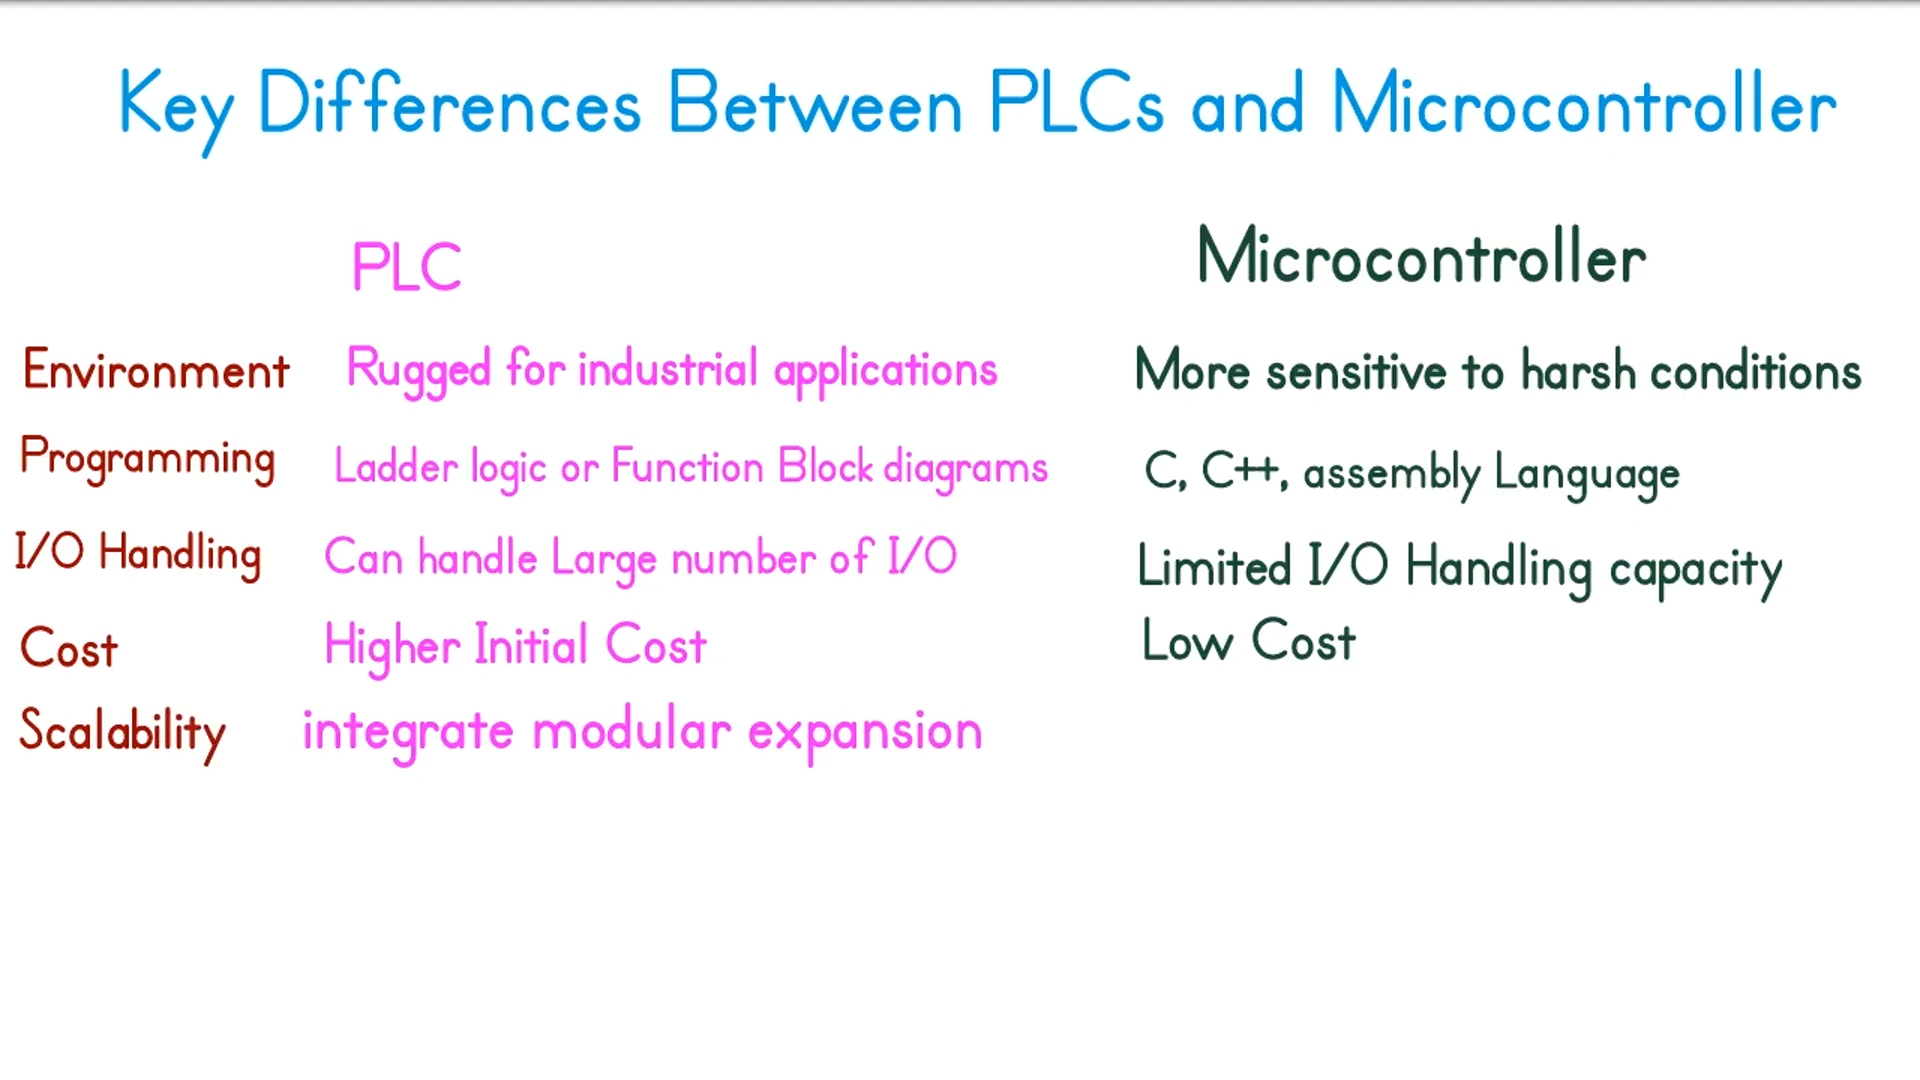 Key Differences Between PLCs and Microcontroller
PLC Microcontroller
Environment Rugged for industrial applications More sensitive to harsh conditions
Programming Ladder logic or Function Block diagrams C, C++, assembly Language
I/O Handling Can handle Large number of I/O Limited I/O Handling capacity
Cost Higher Initial Cost Low Cost
Scalability integrate modular expansion